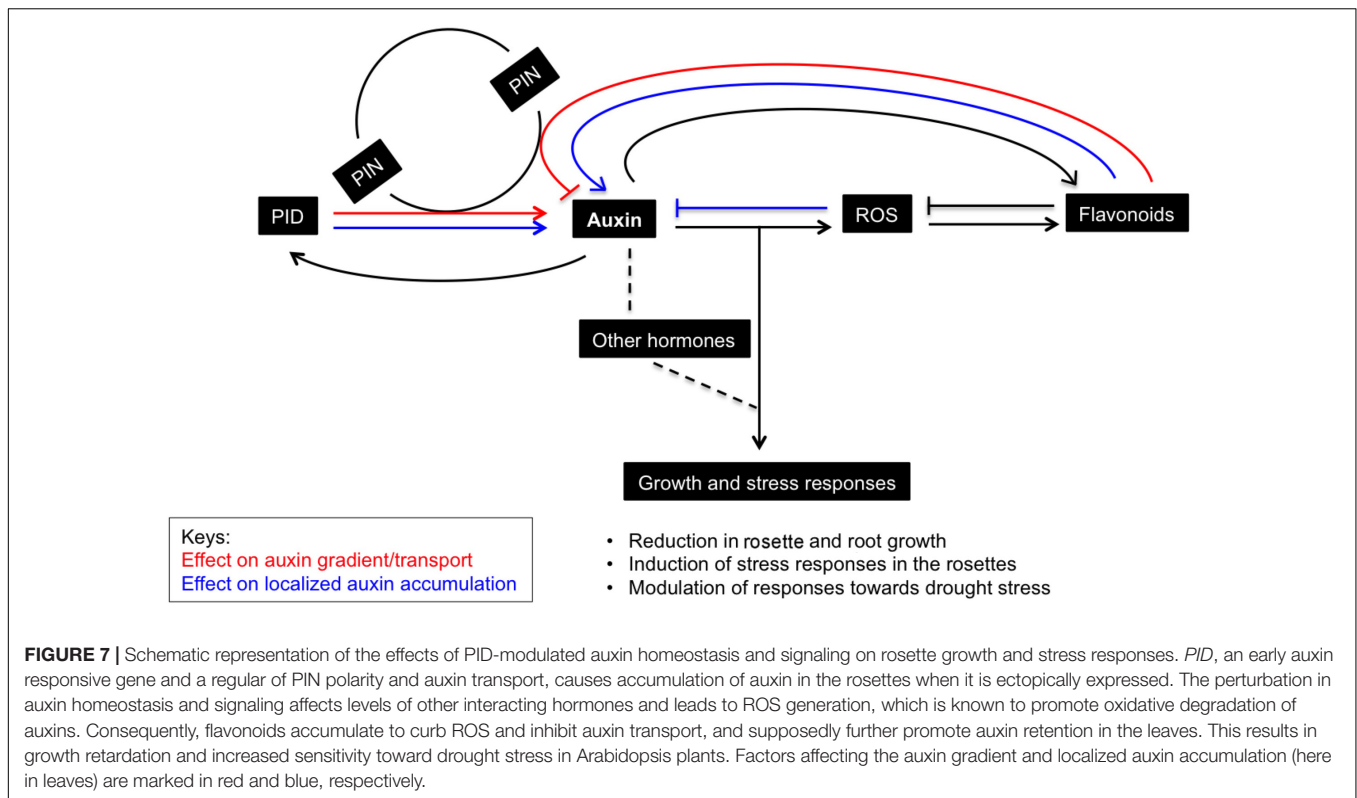 PIN
PIN
PID
Auxin
ROS
Flavonoids
Other hormones
Growth and stress responses
Keys:
Effect on auxin gradient/transport
Effect on localized auxin accumulation
• Reduction in rosette and root growth
• Induction of stress responses in the rosettes
• Modulation of responses towards drought stress
FIGURE 7 | Schematic representation of the effects of PID-modulated auxin homeostasis and signaling on rosette growth and stress responses. PID, an early auxin
responsive gene and a regular of PIN polarity and auxin transport, causes accumulation of auxin in the rosettes when it is ectopically expressed. The perturbation in
auxin homeostasis and signaling affects levels of other interacting hormones and leads to ROS generation, which is known to promote oxidative degradation of
auxins. Consequently, flavonoids accumulate to curb ROS and inhibit auxin transport, and supposedly further promote auxin retention in the leaves. This results in
growth retardation and increased sensitivity toward drought stress in Arabidopsis plants. Factors affecting the auxin gradient and localized auxin accumulation (here
in leaves) are marked in red and blue, respectively.